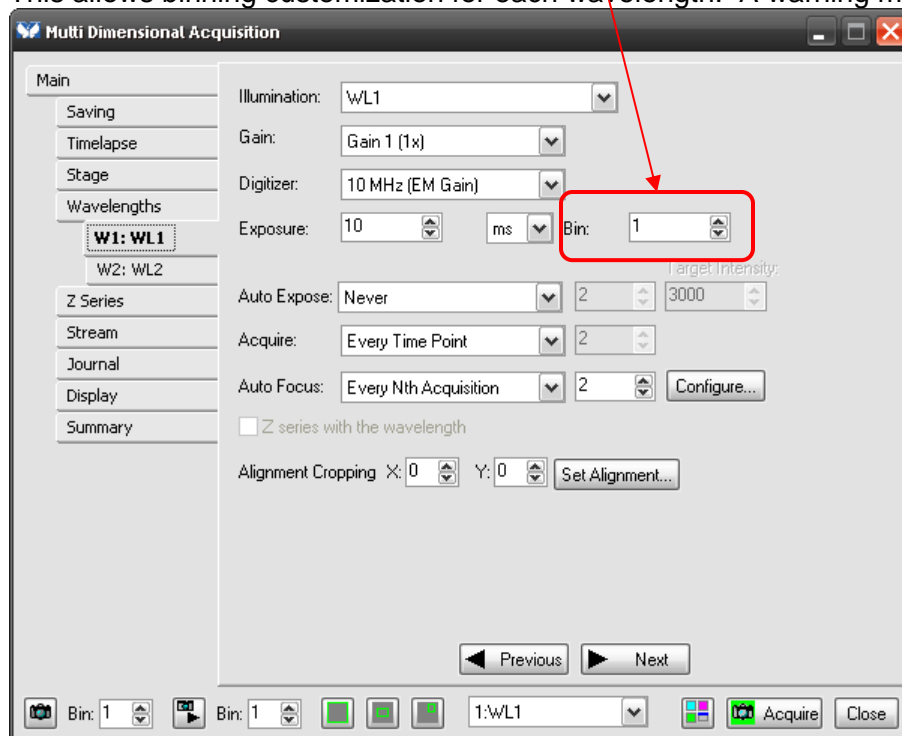 This allows binning customization for each wavelength. A warning m
Multi Dimensional Acquisition
Main
Saving
Timelapse
Stage
Wavelengths
W1: WL1
W2: WL2
Z Series
Stream
Journal
Display
Summary
Illumination: WL1
Gain: Gain 1 (1x)
Digitizer: 10 MHz (EM Gain)
Exposure: 10 ms Bin: 1
Target Intensity:
Auto Expose: Never 2 3000
Acquire: Every Time Point 2
Auto Focus: Every Nth Acquisition 2 Configure...
Z series with the wavelength
Alignment Cropping X: 0 Y: 0 Set Alignment...
Previous Next
Bin: 1 Bin: 1 1:WL1 Acquire Close